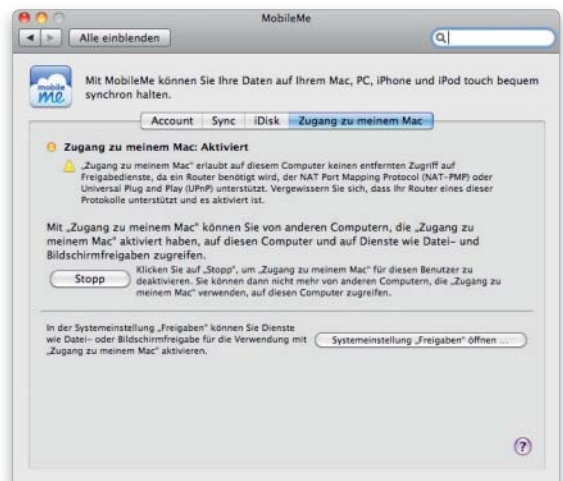 MobileMe
Alle einblenden
mobile
me
Mit MobileMe können Sie Ihre Daten auf Ihrem Mac, PC, iPhone und iPod touch bequem
synchron halten.
Account Sync iDisk Zugang zu meinem Mac
Zugang zu meinem Mac: Aktiviert
„Zugang zu meinem Mac“ erlaubt auf diesem Computer keinen entfernten Zugriff auf
Freigabedienste, da ein Router benötigt wird, der NAT Port Mapping Protocol (NAT-PMP) oder
Universal Plug and Play (UPnP) unterstützt. Vergewissern Sie sich, dass Ihr Router eines dieser
Protokolle unterstützt und es aktiviert ist.
Mit „Zugang zu meinem Mac“ können Sie von anderen Computern, die „Zugang zu
meinem Mac“ aktiviert haben, auf diesen Computer und auf Dienste wie Datei- und
Bildschirmfreigaben zugreifen.
Stopp
Klicken Sie auf „Stopp“, um „Zugang zu meinem Mac“ für diesen Benutzer zu
deaktivieren. Sie können dann nicht mehr von anderen Computern, die „Zugang zu
meinem Mac“ verwenden, auf diesen Computer zugreifen.
In der Systemeinstellung „Freigaben“ können Sie Dienste
wie Datei- oder Bildschirmfreigabe für die Verwendung mit
„Zugang zu meinem Mac“ aktivieren.
Systemeinstellung „Freigaben“ öffnen ...
?